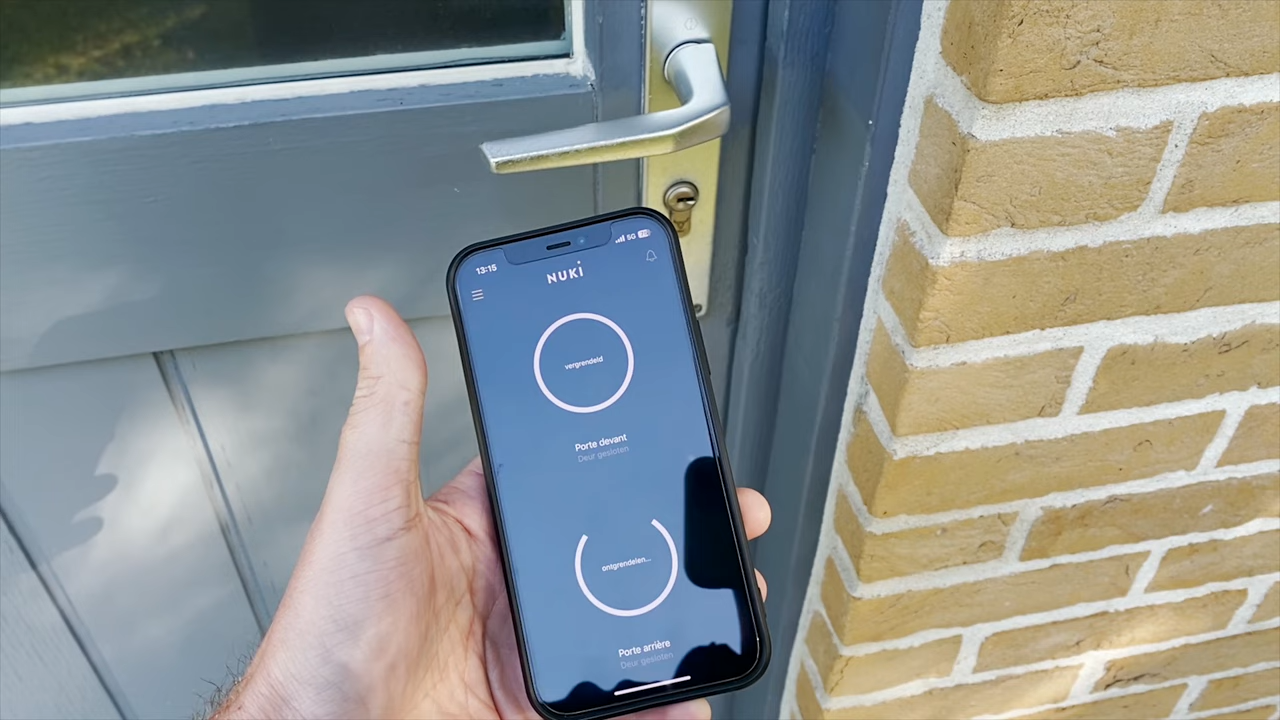 13:15
5G
NUKi
vergrendeld
Porte devant
Deur gesloten
ontgrendelen...
Porte arrière
Deur gesloten